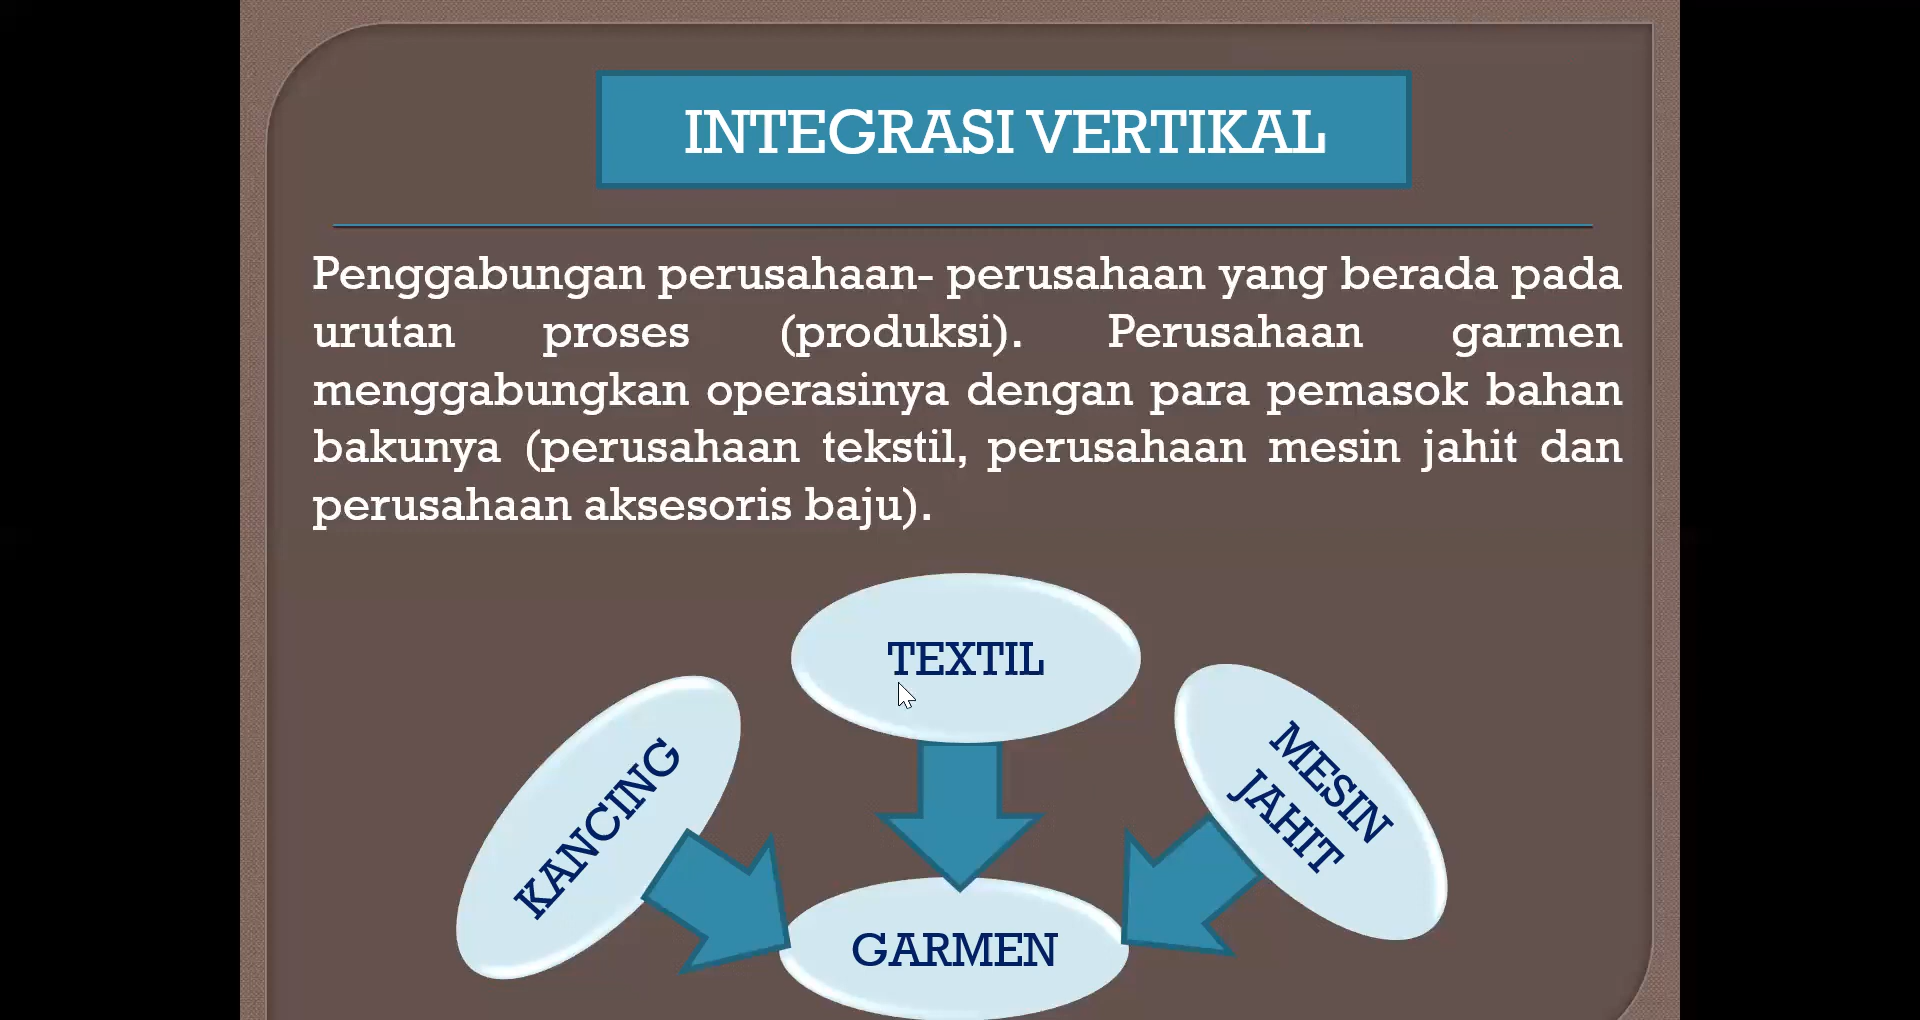 INTEGRASI VERTIKAL
Penggabungan perusahaan- perusahaan yang berada pada
urutan proses (produksi). Perusahaan garmen
menggabungkan operasinya dengan para pemasok bahan
bakunya (perusahaan tekstil, perusahaan mesin jahit dan
perusahaan aksesoris baju).
TEXTIL
KANCING
MESIN
JAHIT
GARMEN